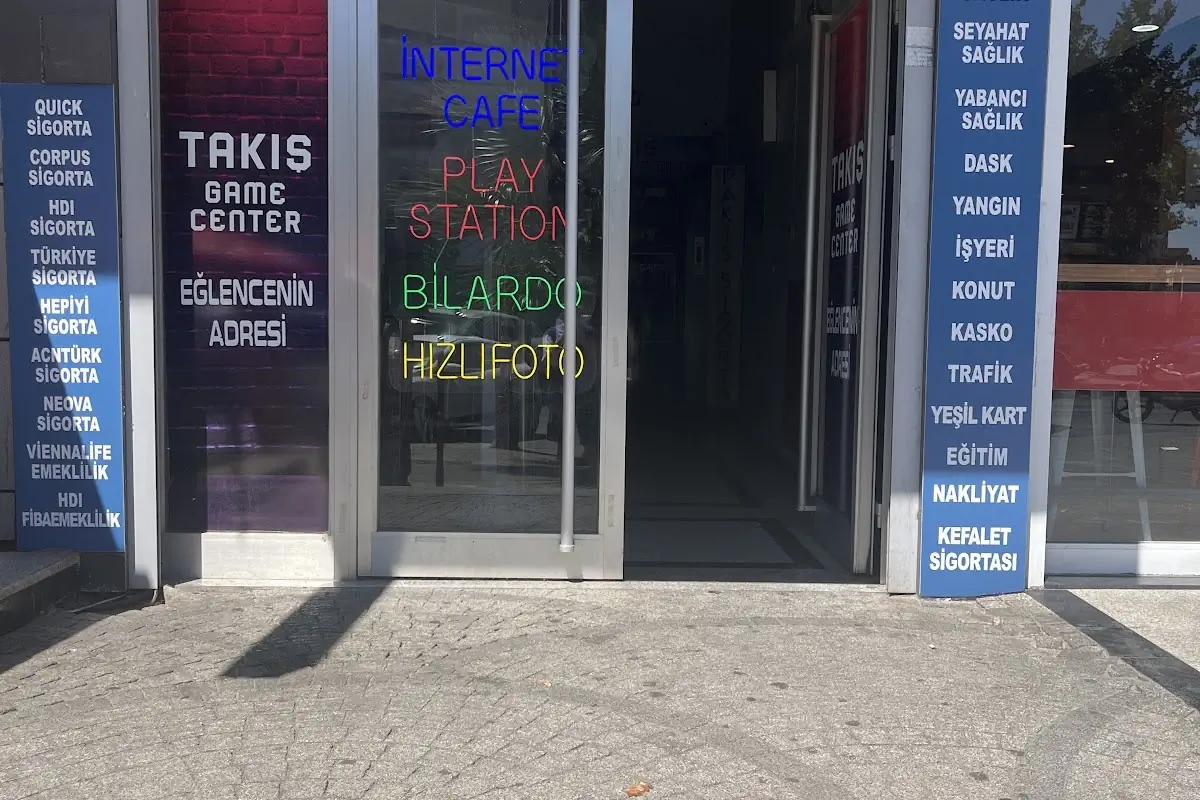 QUICK
SİGORTA
CORPUS
SİGORTA
HDI
SİGORTA
TÜRKİYE
SİGORTA
HEPİYİ
SİGORTA
ACNTÜRK
SİGORTA
NEOVA
SİGORTA
VİENNALİFE
EMEKLİLİK
HDI
FİBAEMEKLİLİK
TAKIŞ
GAME
CENTER
EĞLENCENİN
ADRESİ
İNTERNET
CAFE
PLAY
STATION
BİLARDO
HIZLIFOTO
TAKIŞ
GAME
CENTER
EĞLENCENİN
ADRESİ
SEYAHAT
SAĞLIK
YABANCI
SAĞLIK
DASK
YANGIN
İŞYERİ
KONUT
KASKO
TRAFİK
YEŞİL KART
EĞİTİM
NAKLİYAT
KEFALET
SİGORTASI